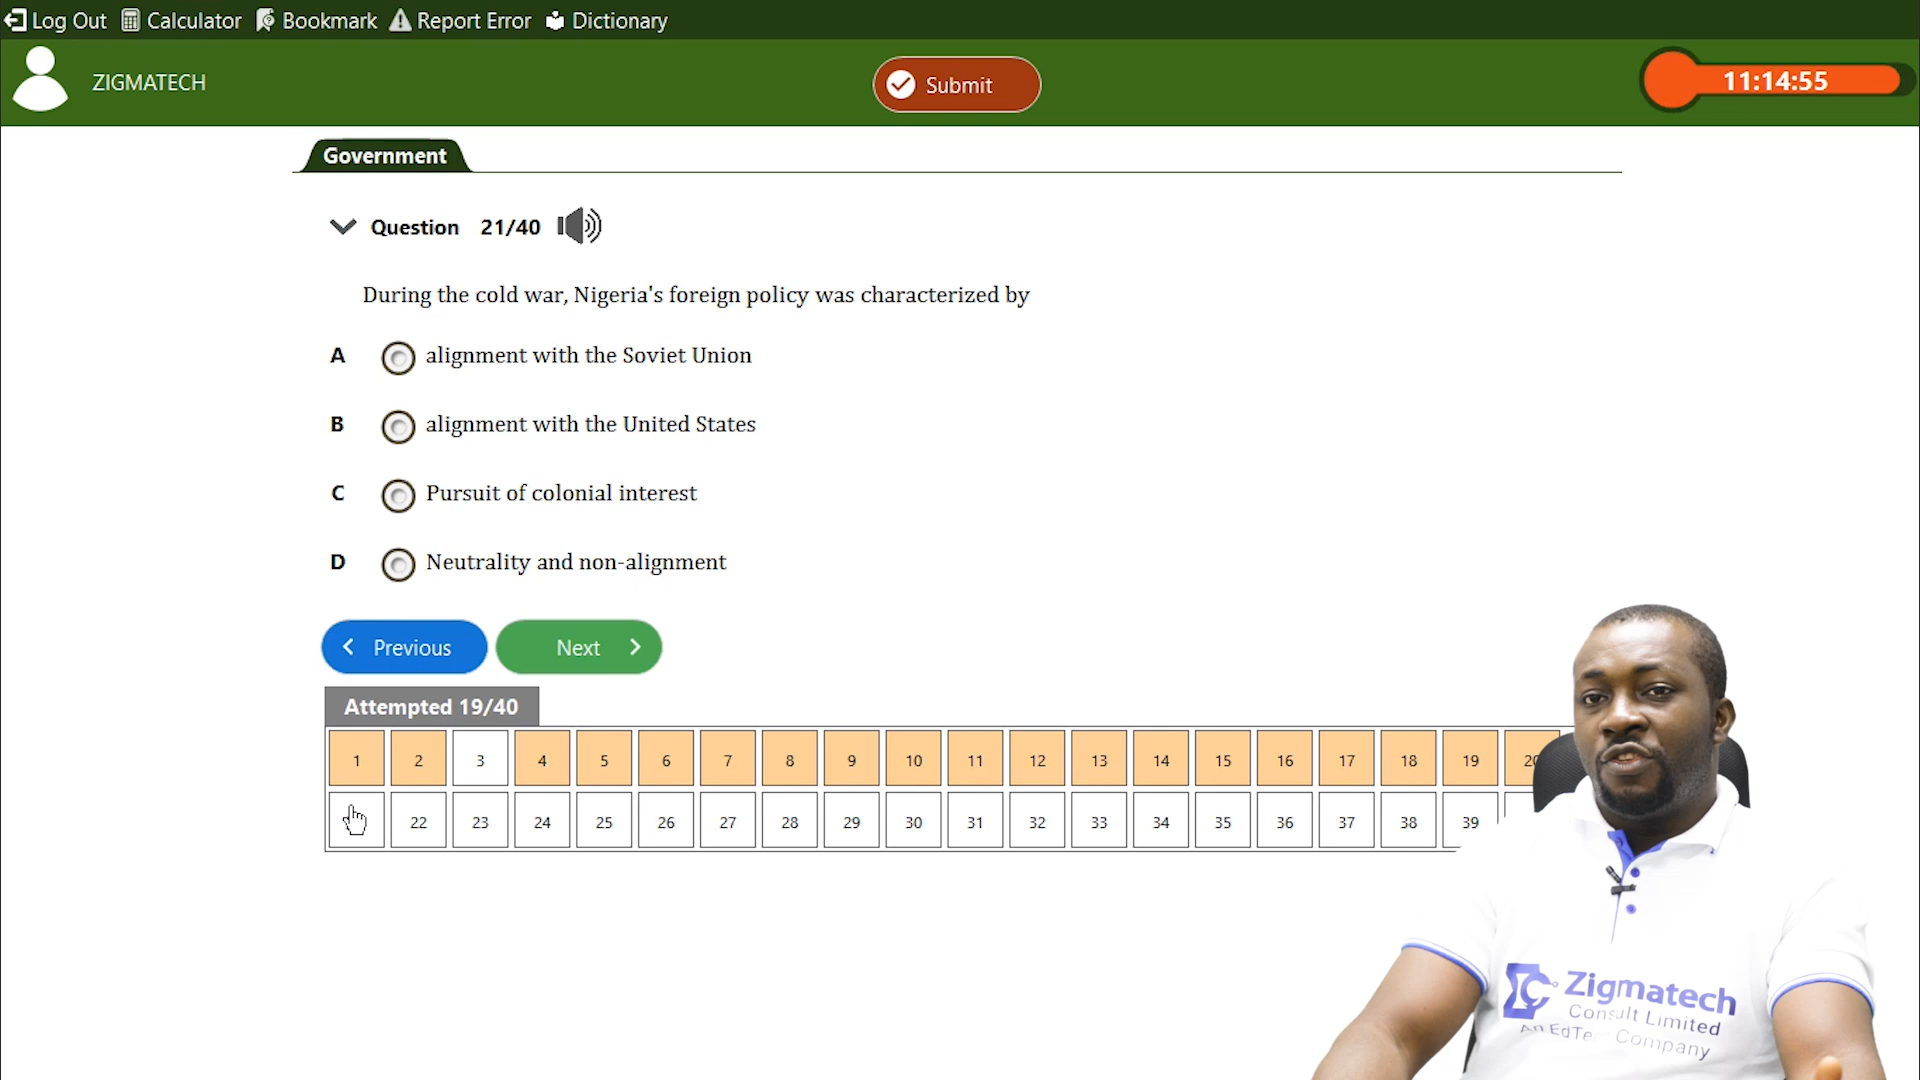 Log Out Calculator Bookmark Report Error Dictionary
ZIGMATECH
Submit
11:14:55
Government
Question 21/40
During the cold war, Nigeria's foreign policy was characterized by
A alignment with the Soviet Union
B alignment with the United States
C Pursuit of colonial interest
D Neutrality and non-alignment
Previous
Next
Attempted 19/40
1 2 3 4 5 6 7 8 9 10 11 12 13 14 15 16 17 18 19 20
22 23 24 25 26 27 28 29 30 31 32 33 34 35 36 37 38 39
Zigmatech
Consult Limited
An EdTech Company